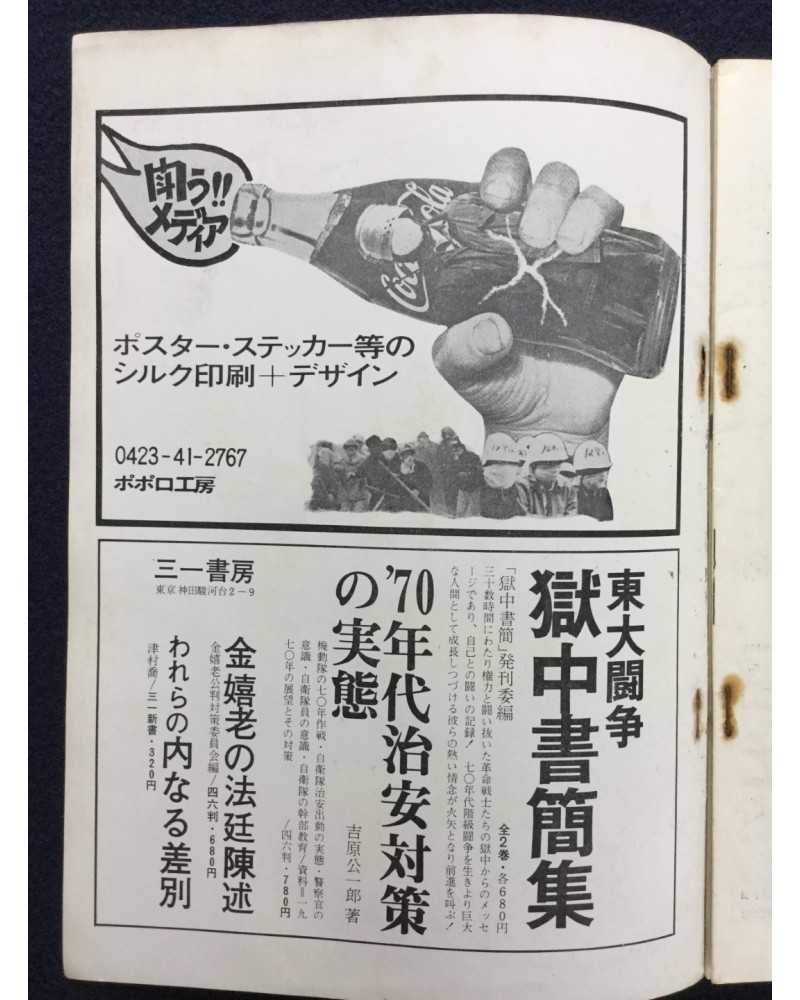 闘う!!
メディア
Coca-Cola
ポスター・ステッカー等の
シルク印刷＋デザイン
0423-41-2767
ポポロ工房
東大闘争
獄中書簡集
「獄中書簡」発刊委編
全2巻・各680円
三十数時間にわたり権力と闘い抜いた革命戦士たちの獄中からのメッセ
ージであり、自己との闘いの記録！　七〇年代階級闘争を生きより巨大
な人間として成長しつづける彼らの熱い情念が火矢となり前進を叫ぶ！
'70年代治安対策
の実態
吉原公一郎著
機動隊の七〇年作戦・自衛隊治安出動の実態・警察官の
意識・自衛隊員の意識・自衛隊の幹部教育／資料＝一九
七〇年の展望とその対策
／四六判・780円
金嬉老の法廷陳述
金嬉老公判対策委員会編／四六判・680円
われらの内なる差別
津村喬／三一新書・320円
三一書房
東京神田駿河台2-9